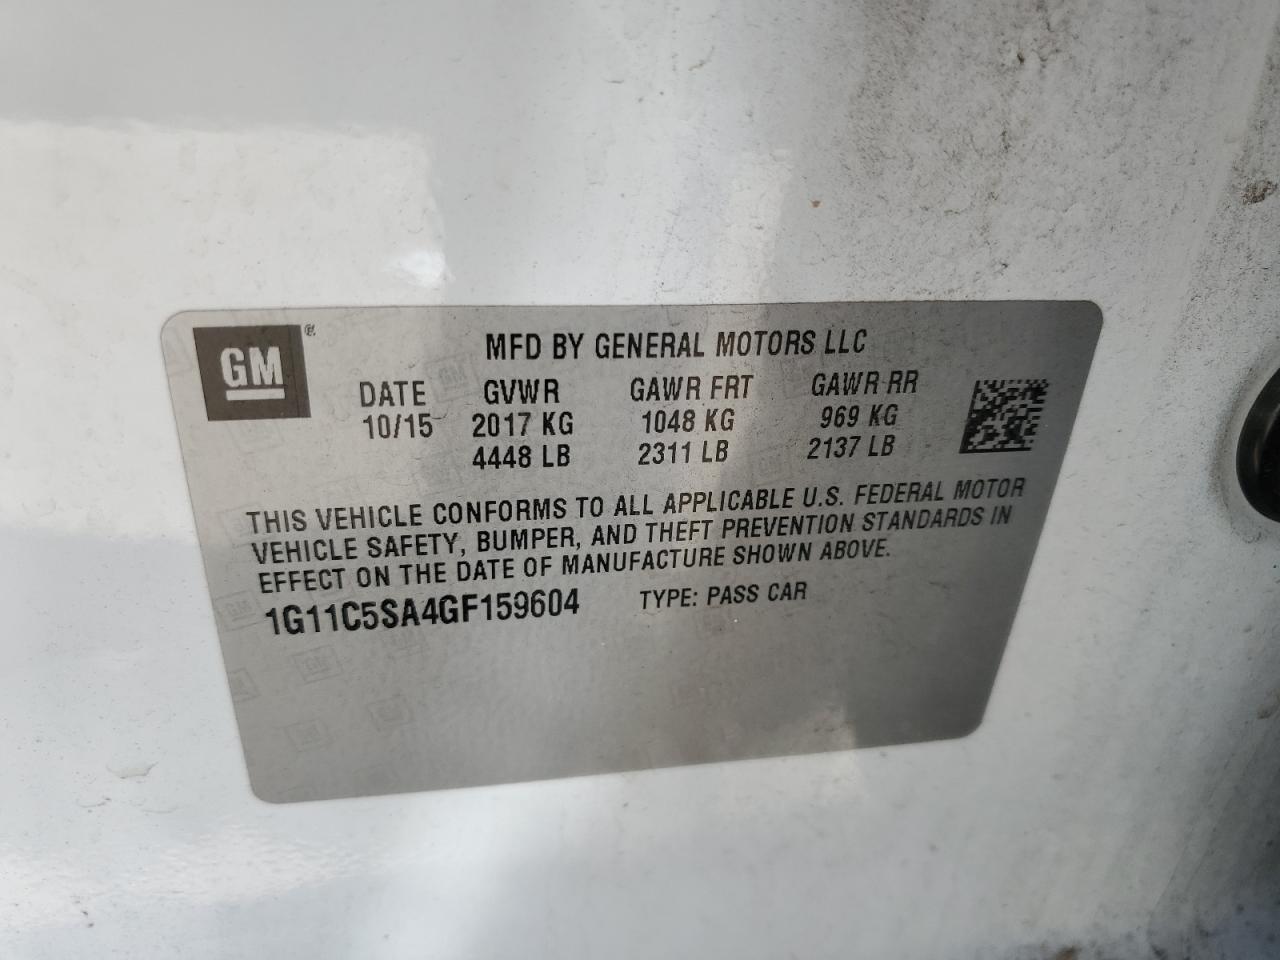 GM
MFD BY GENERAL MOTORS LLC
DATE GVWR GAWR FRT GAWR RR
10/15 2017 KG 1048 KG 969 KG
4448 LB 2311 LB 2137 LB
THIS VEHICLE CONFORMS TO ALL APPLICABLE U.S. FEDERAL MOTOR
VEHICLE SAFETY, BUMPER, AND THEFT PREVENTION STANDARDS IN
EFFECT ON THE DATE OF MANUFACTURE SHOWN ABOVE.
1G11C5SA4GF159604 TYPE: PASS CAR